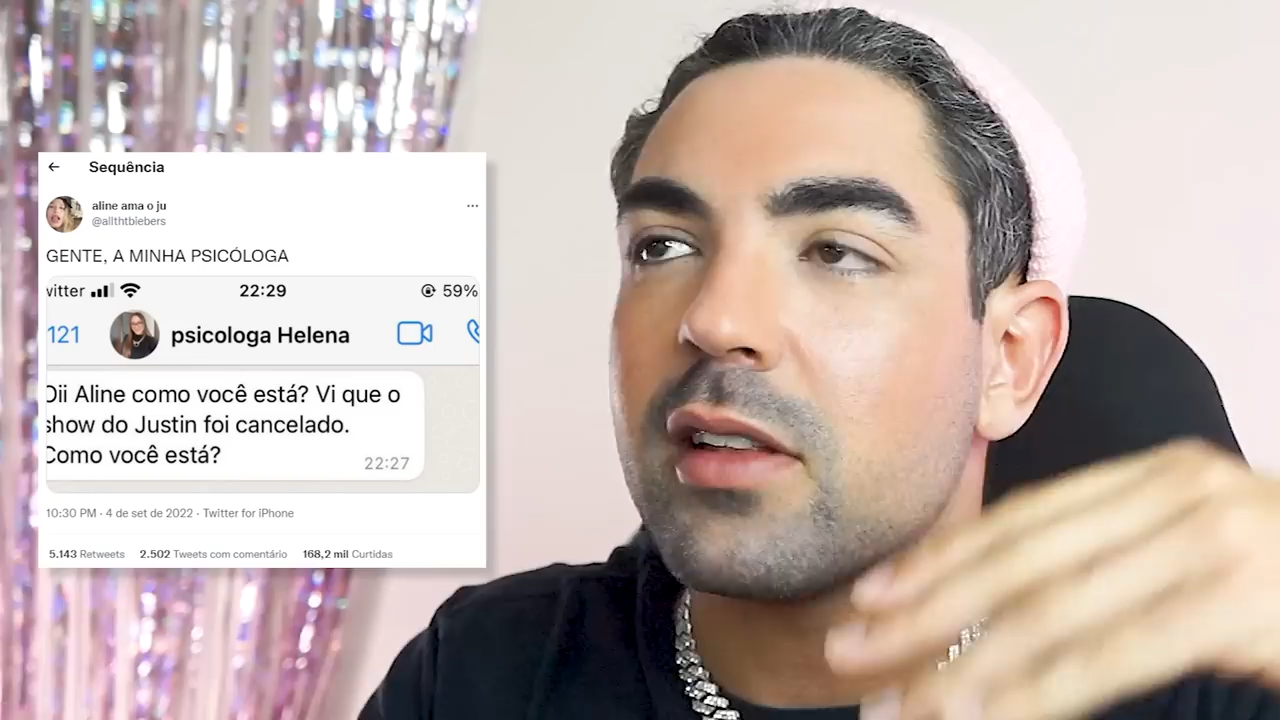 Sequência
aline ama o ju
@allthtbiebers
GENTE, A MINHA PSICÓLOGA
witter 22:29 59%
121 psicologa Helena
Oii Aline como você está? Vi que o
show do Justin foi cancelado.
Como você está?
22:27
10:30 PM · 4 de set de 2022 · Twitter for iPhone
5.143 Retweets 2.502 Tweets com comentário 168,2 mil Curtidas